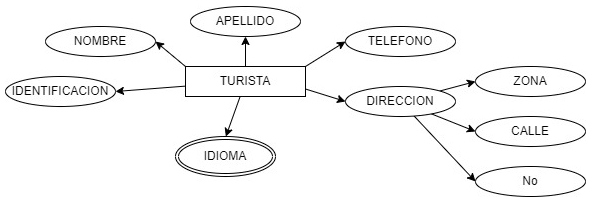 APELLIDO
NOMBRE
TELEFONO
TURISTA
ZONA
IDENTIFICACION
DIRECCION
CALLE
IDIOMA
No